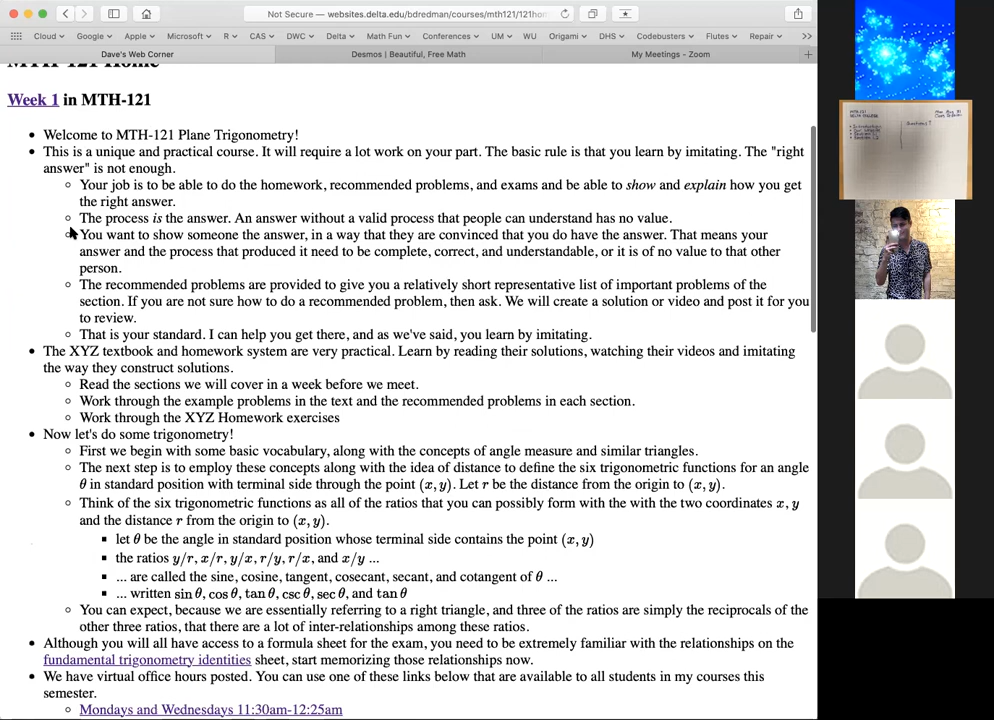 Not Secure — websites.delta.edu/bdredman/courses/mth121/121hom
Cloud Google Apple Microsoft R CAS DWC Delta Math Fun Conferences UM WU Origami DHS Codebusters Flutes Repair >>
Dave's Web Corner Desmos | Beautiful, Free Math My Meetings - Zoom +
MTH-121 Home
Week 1 in MTH-121
• Welcome to MTH-121 Plane Trigonometry!
• This is a unique and practical course. It will require a lot work on your part. The basic rule is that you learn by imitating. The "right
answer" is not enough.
◦ Your job is to be able to do the homework, recommended problems, and exams and be able to show and explain how you get
the right answer.
◦ The process is the answer. An answer without a valid process that people can understand has no value.
◦ You want to show someone the answer, in a way that they are convinced that you do have the answer. That means your
answer and the process that produced it need to be complete, correct, and understandable, or it is of no value to that other
person.
◦ The recommended problems are provided to give you a relatively short representative list of important problems of the
section. If you are not sure how to do a recommended problem, then ask. We will create a solution or video and post it for you
to review.
◦ That is your standard. I can help you get there, and as we've said, you learn by imitating.
• The XYZ textbook and homework system are very practical. Learn by reading their solutions, watching their videos and imitating
the way they construct solutions.
◦ Read the sections we will cover in a week before we meet.
◦ Work through the example problems in the text and the recommended problems in each section.
◦ Work through the XYZ Homework exercises
• Now let's do some trigonometry!
◦ First we begin with some basic vocabulary, along with the concepts of angle measure and similar triangles.
◦ The next step is to employ these concepts along with the idea of distance to define the six trigonometric functions for an angle
θ in standard position with terminal side through the point (x, y). Let r be the distance from the origin to (x, y).
◦ Think of the six trigonometric functions as all of the ratios that you can possibly form with the with the two coordinates x, y
and the distance r from the origin to (x, y).
▪ let θ be the angle in standard position whose terminal side contains the point (x, y)
▪ the ratios y/r, x/r, y/x, r/y, r/x, and x/y ...
▪ ... are called the sine, cosine, tangent, cosecant, secant, and cotangent of θ ...
▪ ... written sin θ, cos θ, tan θ, csc θ, sec θ, and tan θ
◦ You can expect, because we are essentially referring to a right triangle, and three of the ratios are simply the reciprocals of the
other three ratios, that there are a lot of inter-relationships among these ratios.
• Although you will all have access to a formula sheet for the exam, you need to be extremely familiar with the relationships on the
fundamental trigonometry identities sheet, start memorizing those relationships now.
• We have virtual office hours posted. You can use one of these links below that are available to all students in my courses this
semester.
◦ Mondays and Wednesdays 11:30am-12:25am
MTH-121
DELTA COLLEGE
Questions?